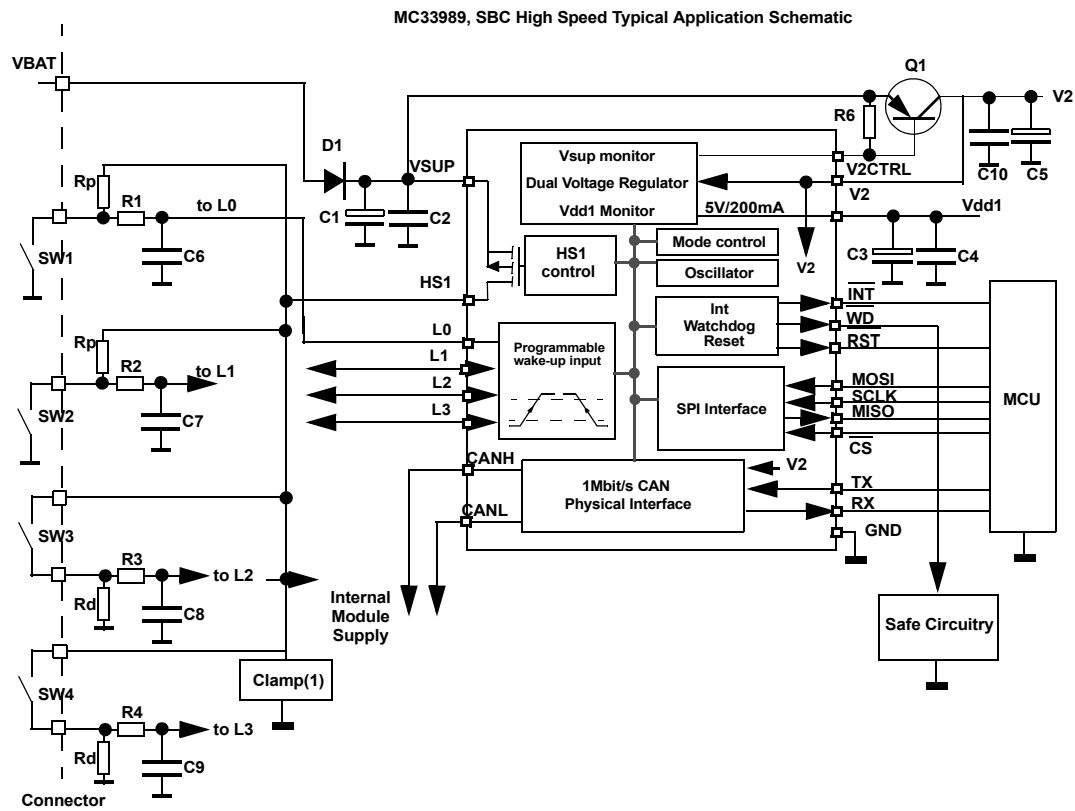 MC33989, SBC High Speed Typical Application Schematic
VBAT
Q1
V2
R6
C10
C5
D1
VSUP
Vsup monitor
Dual Voltage Regulator
Vdd1 Monitor
V2CTRL
V2
5V/200mA
Vdd1
Rp
R1
to L0
C1
C2
SW1
C6
HS1
control
Mode control
Oscillator
V2
C3
C4
HS1
INT
Int
Watchdog
Reset
WD
RST
L0
L1
L2
L3
Programmable
wake-up input
Rp
R2
to L1
SW2
C7
SPI Interface
MOSI
SCLK
MISO
CS
MCU
CANH
CANL
1Mbit/s CAN
Physical Interface
V2
TX
RX
GND
SW3
R3
to L2
Rd
C8
Internal
Module
Supply
Safe Circuitry
Clamp(1)
SW4
R4
to L3
Rd
C9
Connector